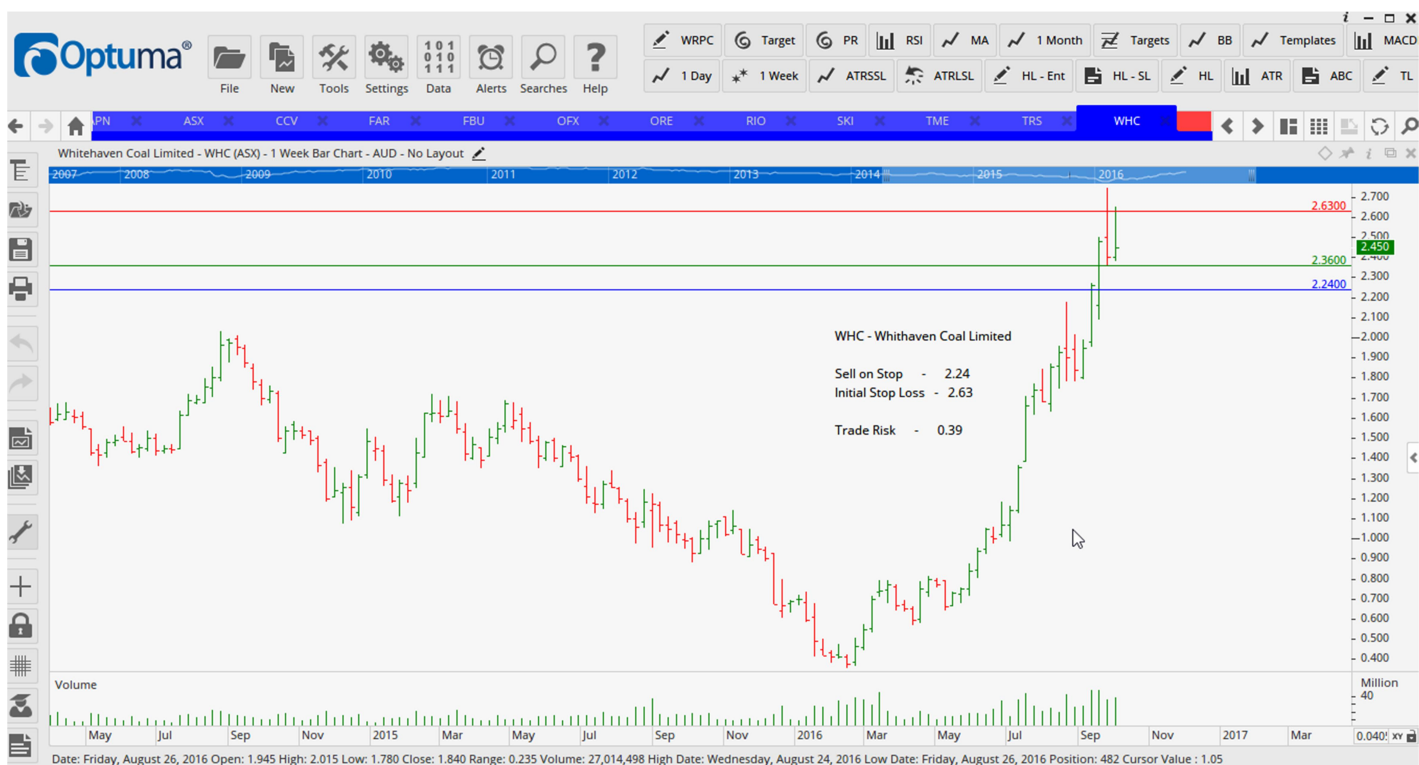 Optuma®
File
New
Tools
Settings
Data
Alerts
Searches
Help
WRPC
Target
PR
RSI
MA
1 Month
Targets
BB
Templates
MACD
1 Day
1 Week
ATRSSL
ATRLSL
HL - Ent
HL - SL
HL
ATR
ABC
TL
PN
ASX
CCV
FAR
FBU
OFX
ORE
RIO
SKI
TME
TRS
WHC
Whitehaven Coal Limited - WHC (ASX) - 1 Week Bar Chart - AUD - No Layout
2007 2008 2009 2010 2011 2012 2013 2014 2015 2016
2.700
2.6300
2.600
2.500
2.450
2.400
2.3600
2.300
2.2400
2.200
2.100
WHC - Whithaven Coal Limited
2.000
1.900
Sell on Stop - 2.24
1.800
Initial Stop Loss - 2.63
1.700
1.600
Trade Risk - 0.39
1.500
1.400
1.300
1.200
1.100
1.000
0.900
0.800
0.700
0.600
0.500
0.400
Volume
Million
40
May Jul Sep Nov 2015 Mar May Jul Sep Nov 2016 Mar May Jul Sep Nov 2017 Mar
XY
Date: Friday, August 26, 2016 Open: 1.945 High: 2.015 Low: 1.780 Close: 1.840 Range: 0.235 Volume: 27,014,498 High Date: Wednesday, August 24, 2016 Low Date: Friday, August 26, 2016 Position: 482 Cursor Value : 1.05